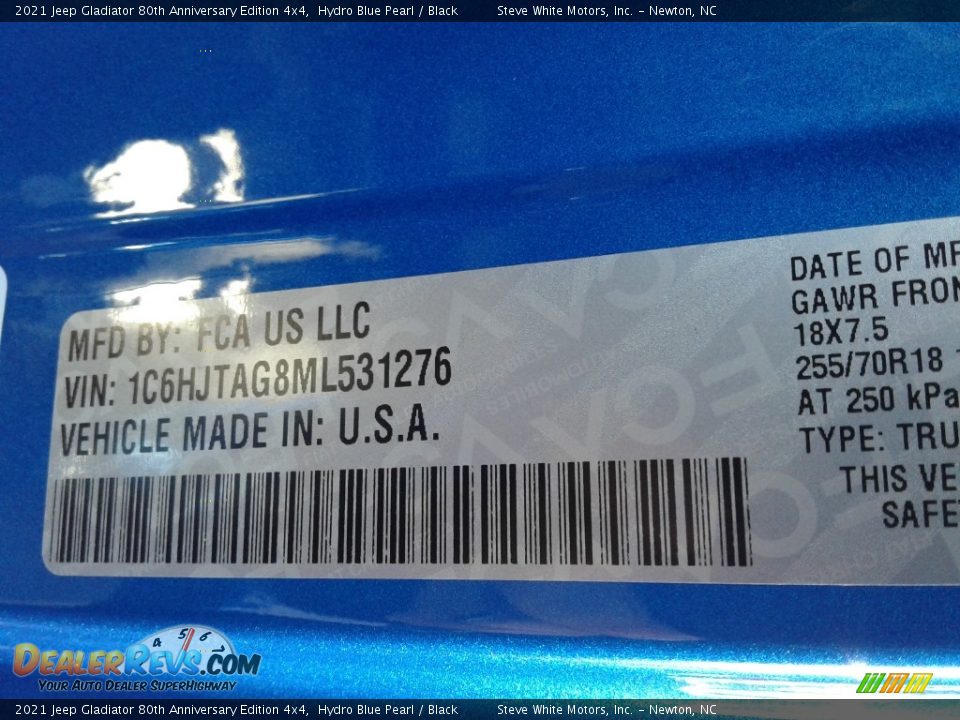 2021 Jeep Gladiator 80th Anniversary Edition 4x4,  Hydro Blue Pearl / Black    Steve White Motors, Inc. - Newton, NC
MFD BY: FCA US LLC
VIN: 1C6HJTAG8ML531276
VEHICLE MADE IN: U.S.A.
DATE OF MF
GAWR FRON
18X7.5
255/70R18
AT 250 kPa
TYPE: TRU
THIS VE
SAFE
4 5 6
DEALERREVS.COM
YOUR AUTO DEALER SUPERHIGHWAY
2021 Jeep Gladiator 80th Anniversary Edition 4x4,  Hydro Blue Pearl / Black    Steve White Motors, Inc. - Newton, NC